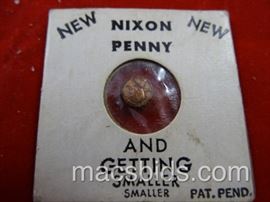 NEW NIXON NEW
PENNY
AND
GETTING
SMALLER
SMALLER
PAT. PEND.
macsbids.com